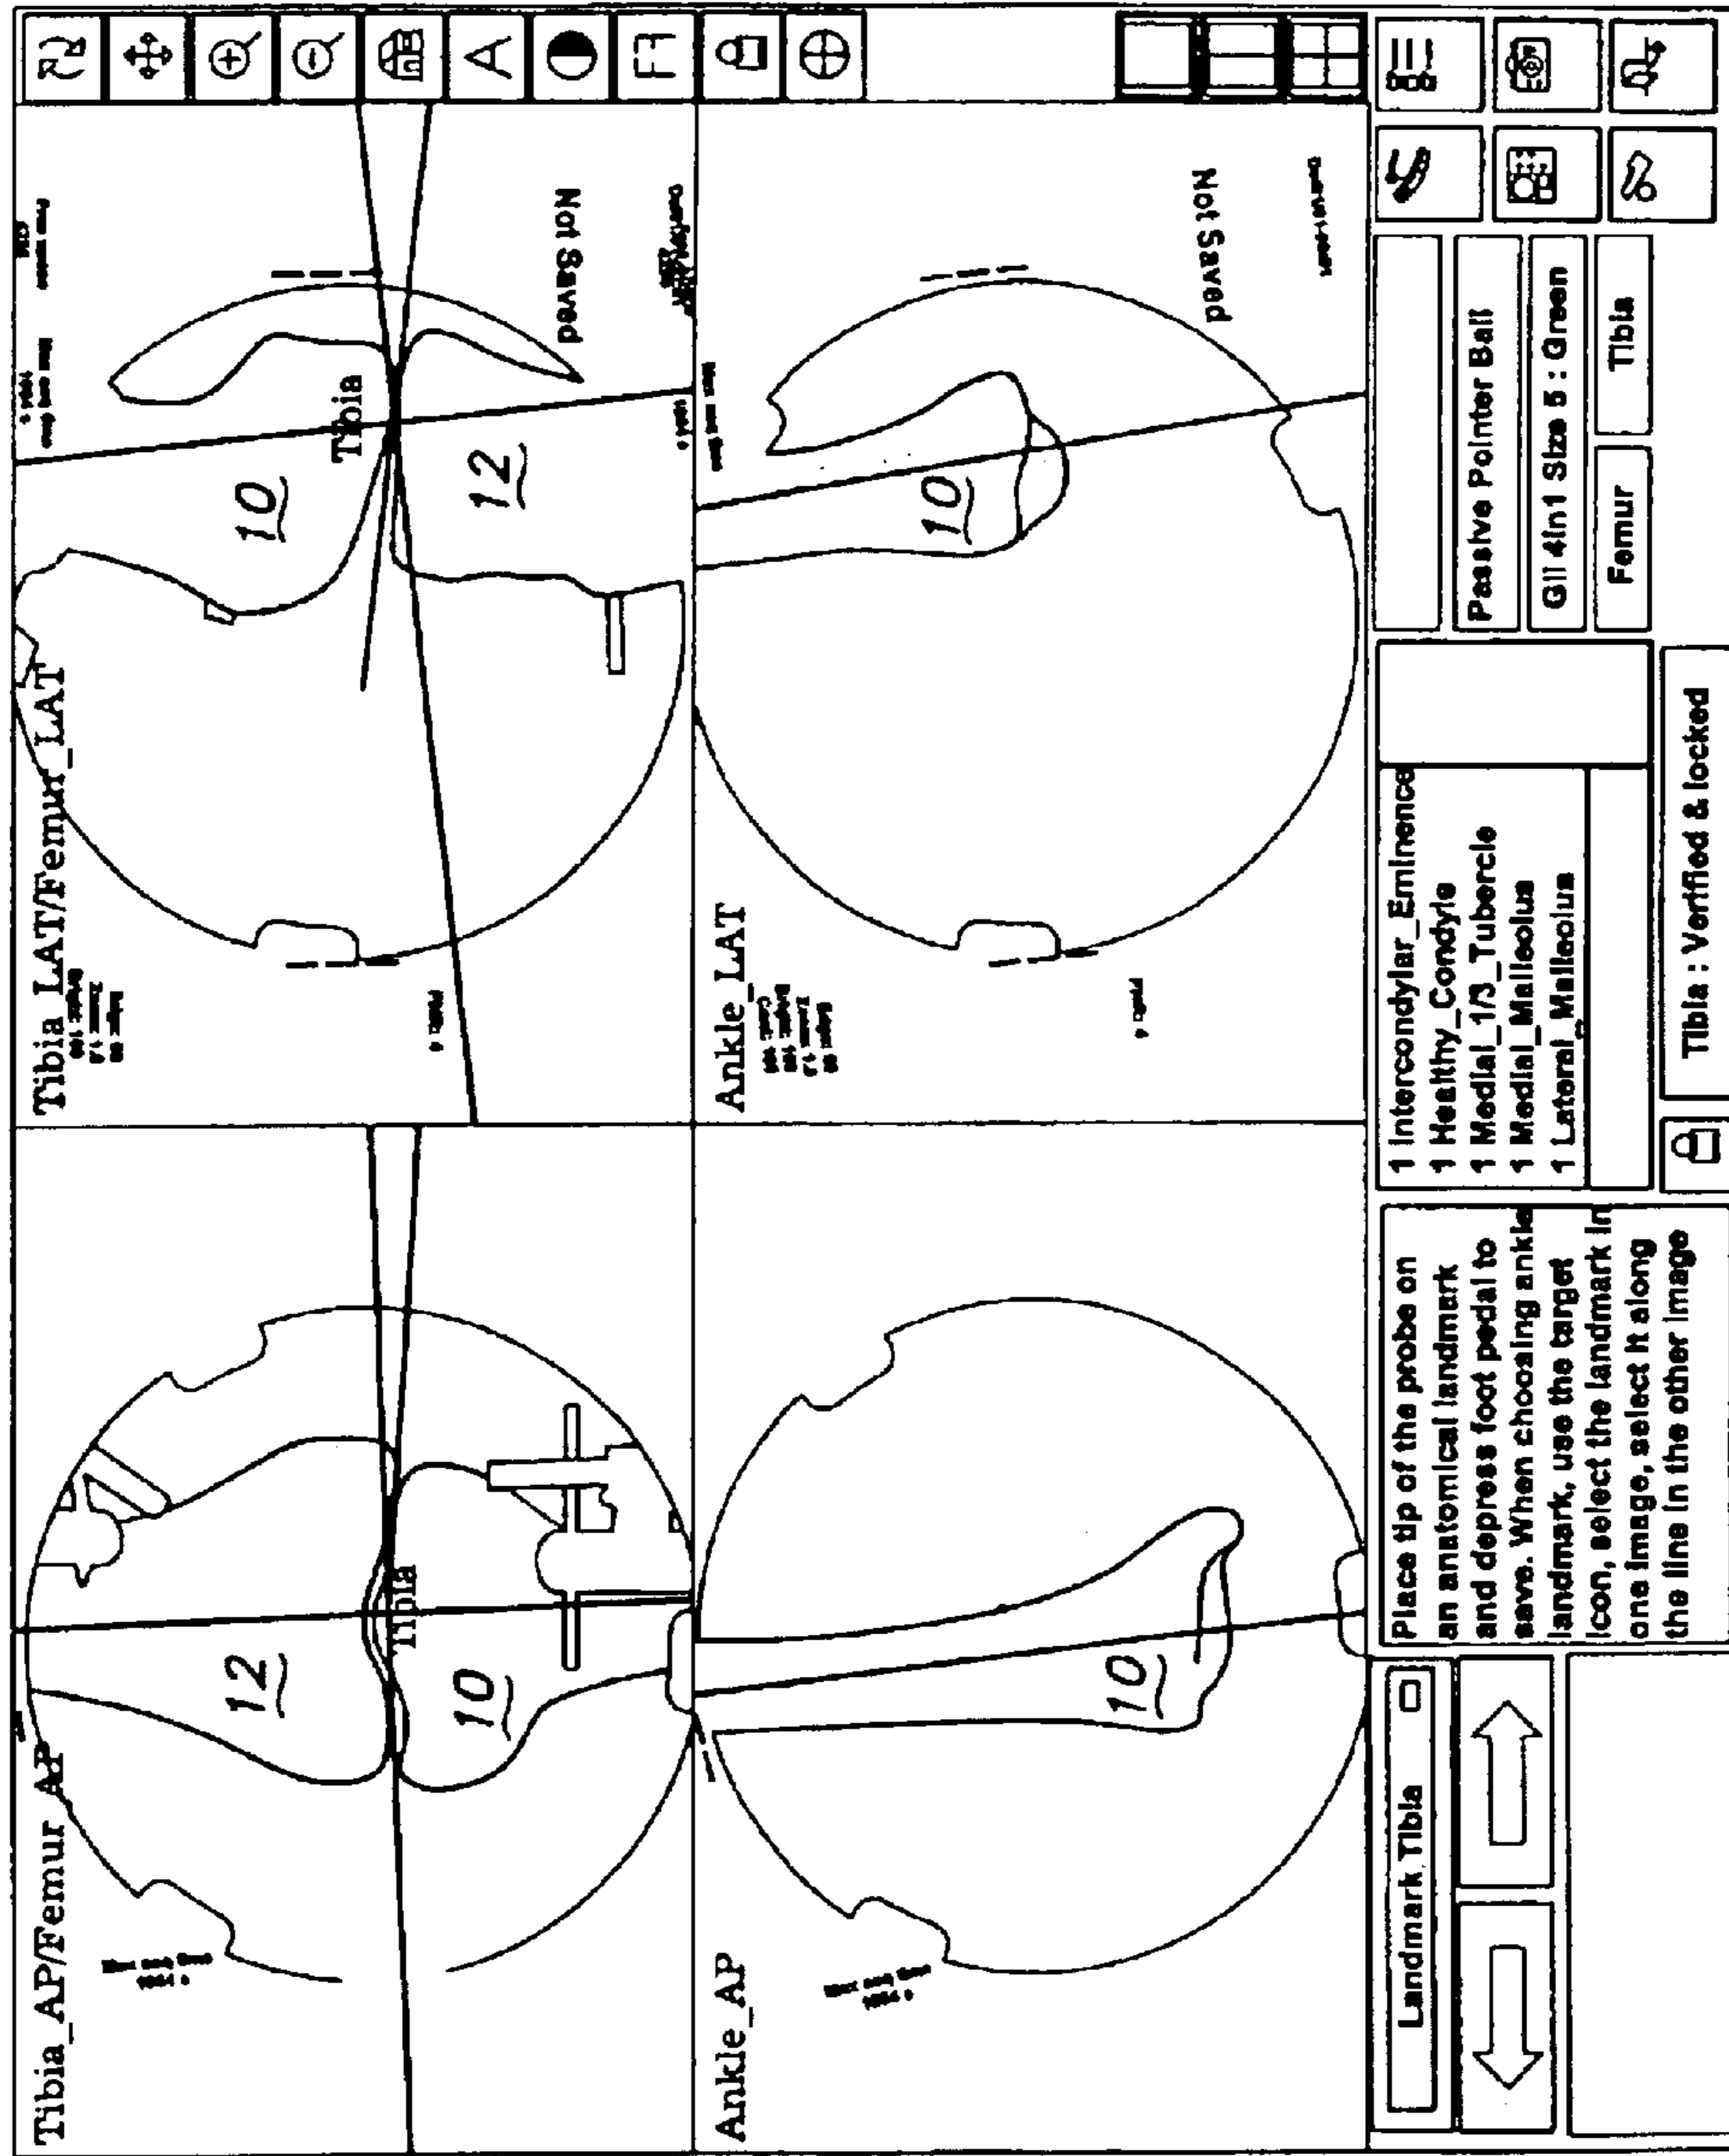 Tibia_AP/Femur_AP
12
Tibia
10
Tibia_LAT/Femur_LAT
10
Tibia
12
Not Saved
Ankle_AP
10
Ankle_LAT
10
Not Saved
A
Landmark Tibia
Place tip of the probe on
an anatomical landmark
and depress foot pedal to
save. When choosing ankle
landmark, use the target
icon, select the landmark in
one image, select it along
the line in the other image
1 Intercondylar_Eminence
1 Healthy_Condyle
1 Medial_1/3_Tubercle
1 Medial_Malleolus
1 Lateral_Malleolus
Tibia : Verified & locked
Passive Pointer Ball
GII 4in1 Size 5 : Green
Femur
Tibia